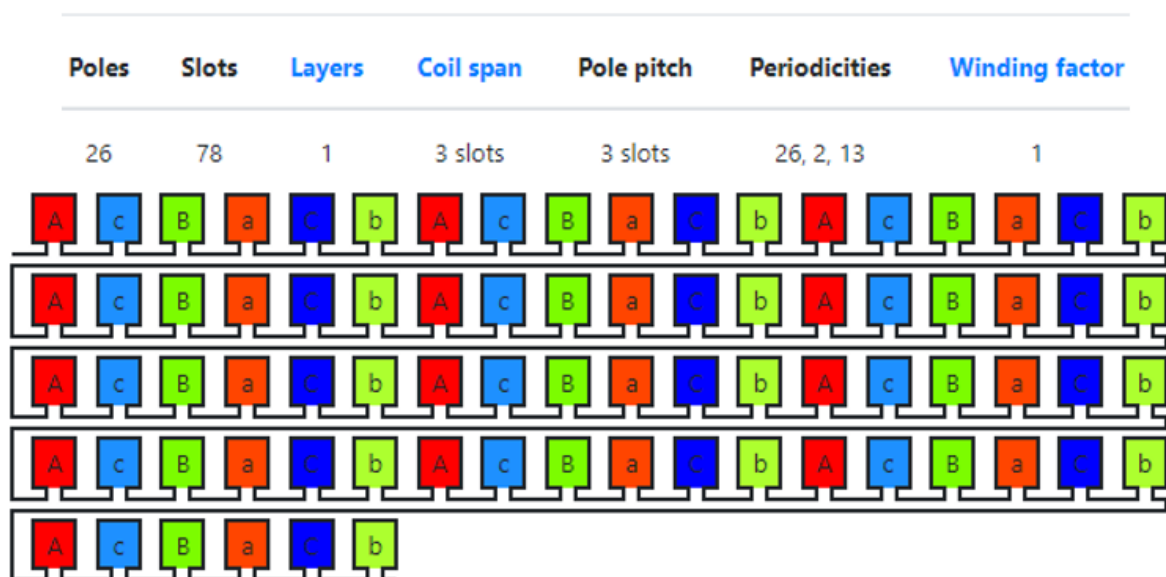 Poles Slots Layers Coil span Pole pitch Periodicities Winding factor
26 78 1 3 slots 3 slots 26, 2, 13 1
A c B a C b A c B a C b A c B a C b
A c B a C b A c B a C b A c B a C b
A c B a C b A c B a C b A c B a C b
A c B a C b A c B a C b A c B a C b
A c B a C b